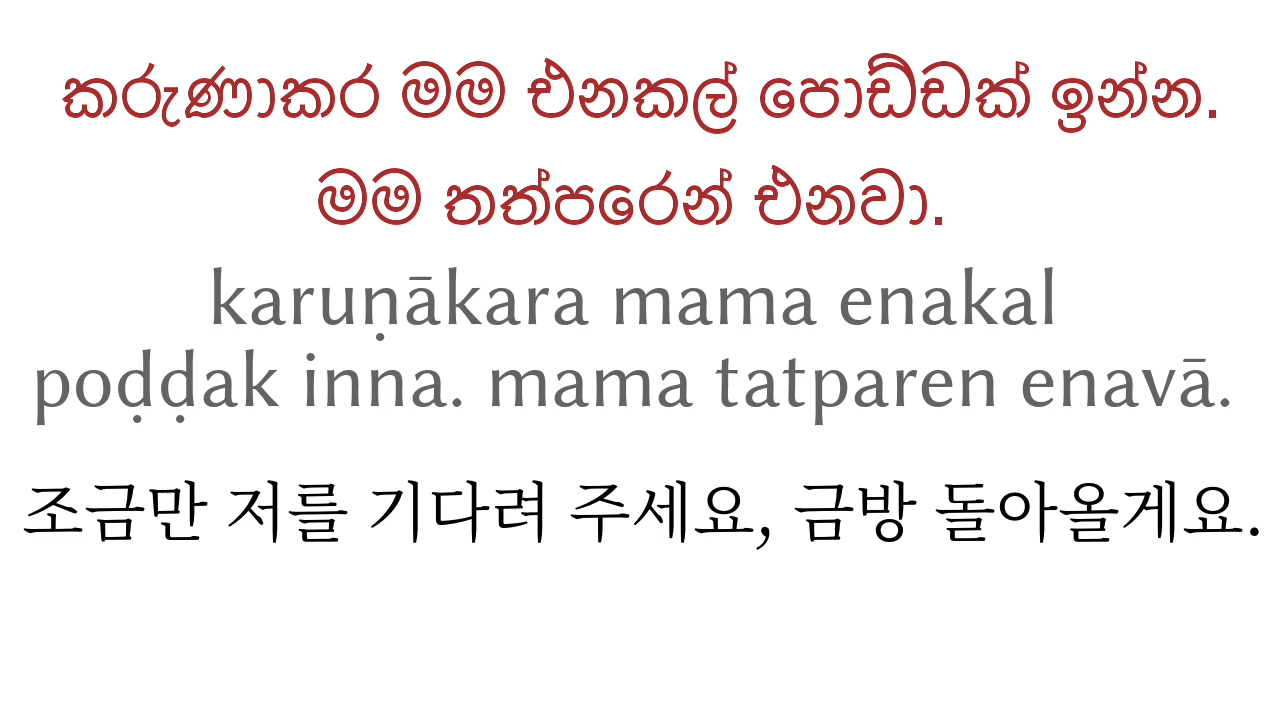 කරුණාකර මම එනකල් පොඩ්ඩක් ඉන්න.
මම තත්පරෙන් එනවා.
karuṇākara mama enakal
poḍḍak inna. mama tatparen enavā.
조금만 저를 기다려 주세요, 금방 돌아올게요.